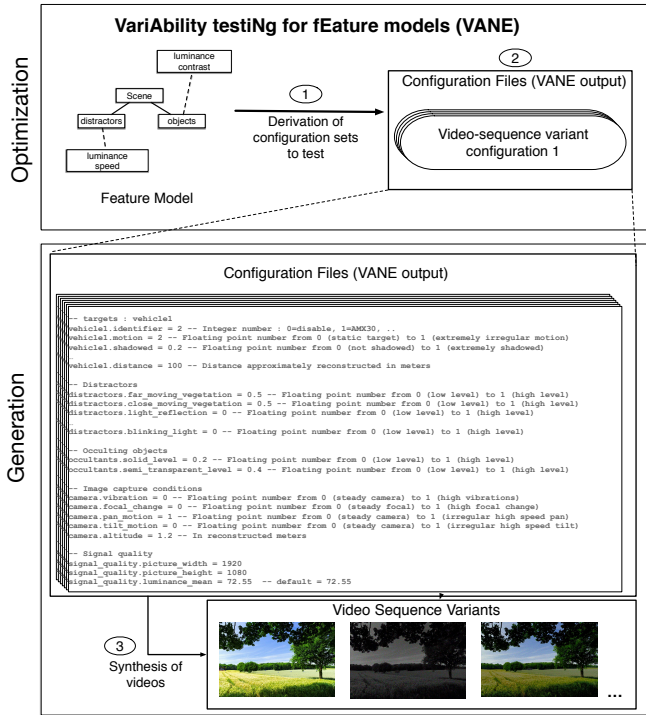 VariAbility testiNg for fEature models (VANE)
Optimization
luminance
contrast
Scene
distractors
objects
luminance
speed
Feature Model
1
Derivation of
configuration sets
to test
2
Configuration Files (VANE output)
Video-sequence variant
configuration 1
Generation
Configuration Files (VANE output)
-- targets : vehicle1
vehicle1.identifier = 2 -- Integer number : 0=disable, 1=AMX30, ..
vehicle1.motion = 2 -- Floating point number from 0 (static target) to 1 (extremely irregular motion)
vehicle1.shadowed = 0.2 -- Floating point number from 0 (not shadowed) to 1 (extremely shadowed)
…
vehicle1.distance = 100 -- Distance approximately reconstructed in meters
-- Distractors
distractors.far_moving_vegetation = 0.5 -- Floating point number from 0 (low level) to 1 (high level)
distractors.close_moving_vegetation = 0.5 -- Floating point number from 0 (low level) to 1 (high level)
distractors.light_reflection = 0 -- Floating point number from 0 (low level) to 1 (high level)
…
distractors.blinking_light = 0 -- Floating point number from 0 (low level) to 1 (high level)
-- Occulting objects
occultants.solid_level = 0.2 -- Floating point number from 0 (low level) to 1 (high level)
occultants.semi_transparent_level = 0.4 -- Floating point number from 0 (low level) to 1 (high level)
-- Image capture conditions
camera.vibration = 0 -- Floating point number from 0 (steady camera) to 1 (high vibrations)
camera.focal_change = 0 -- Floating point number from 0 (steady focal) to 1 (high focal change)
camera.pan_motion = 1 -- Floating point number from 0 (steady camera) to 1 (irregular high speed pan)
camera.tilt_motion = 0 -- Floating point number from 0 (steady camera) to 1 (irregular high speed tilt)
camera.altitude = 1.2 -- In reconstructed meters
-- Signal quality
signal_quality.picture_width = 1920
signal_quality.picture_height = 1080
signal_quality.luminance_mean = 72.55 -- default = 72.55
3
Synthesis of
videos
Video Sequence Variants
...